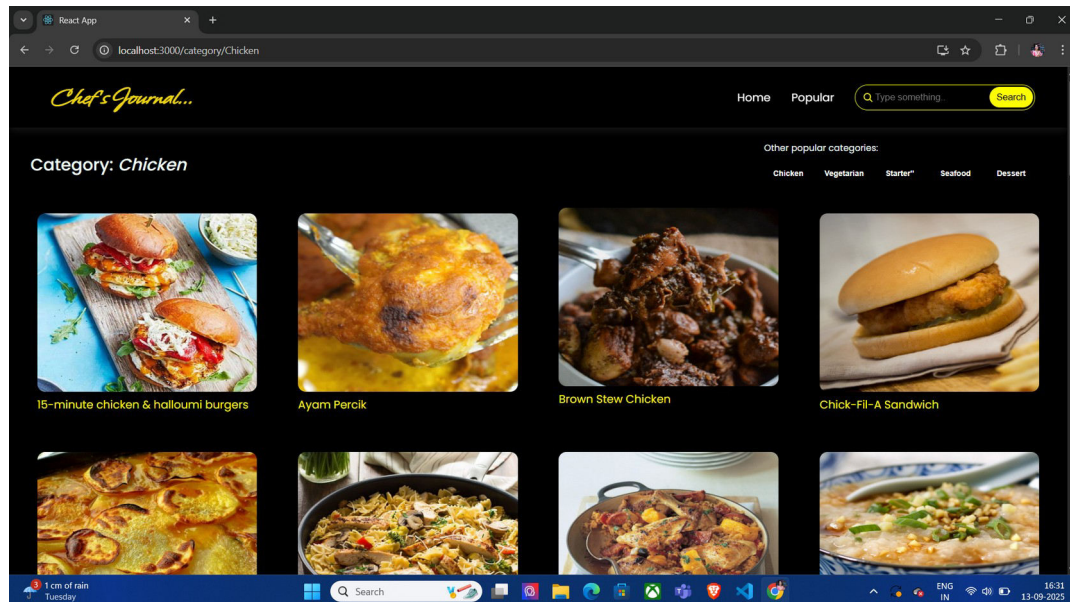 React App
localhost:3000/category/Chicken
Chef's Journal...
Home Popular Type something... Search
Category: Chicken
Other popular categories:
Chicken Vegetarian Starter" Seafood Dessert
15-minute chicken & halloumi burgers
Ayam Percik
Brown Stew Chicken
Chick-Fil-A Sandwich
3
1 cm of rain
Tuesday
Search
ENG
IN
16:31
13-09-2025